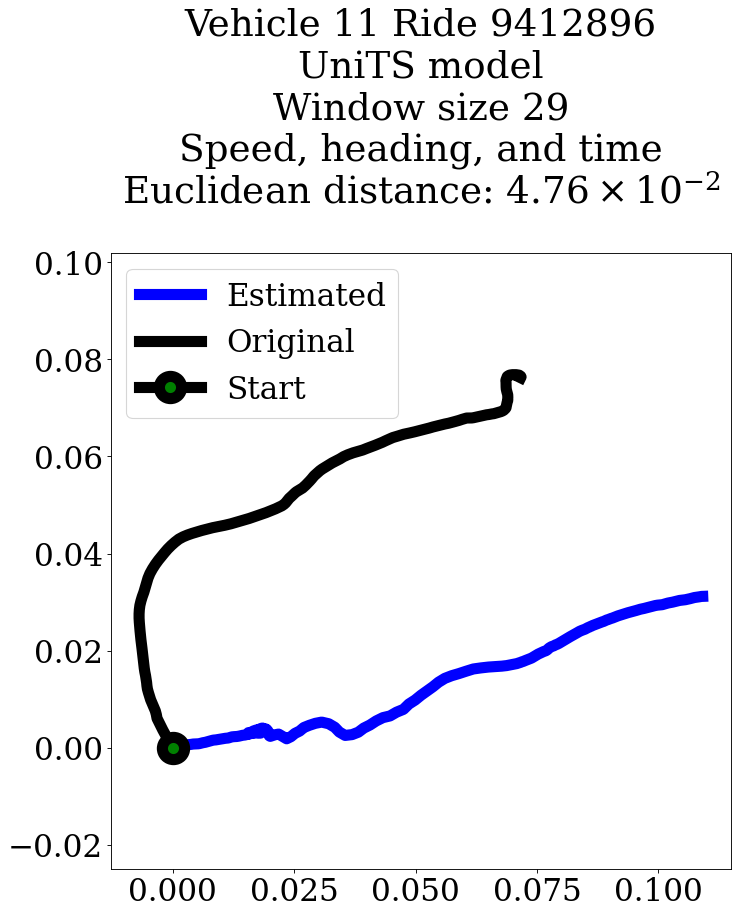 Vehicle 11 Ride 9412896
UniTS model
Window size 29
Speed, heading, and time
Euclidean distance: 4.76 × 10⁻²
0.10
Estimated
Original
Start
0.08
0.06
0.04
0.02
0.00
−0.02
0.000 0.025 0.050 0.075 0.100